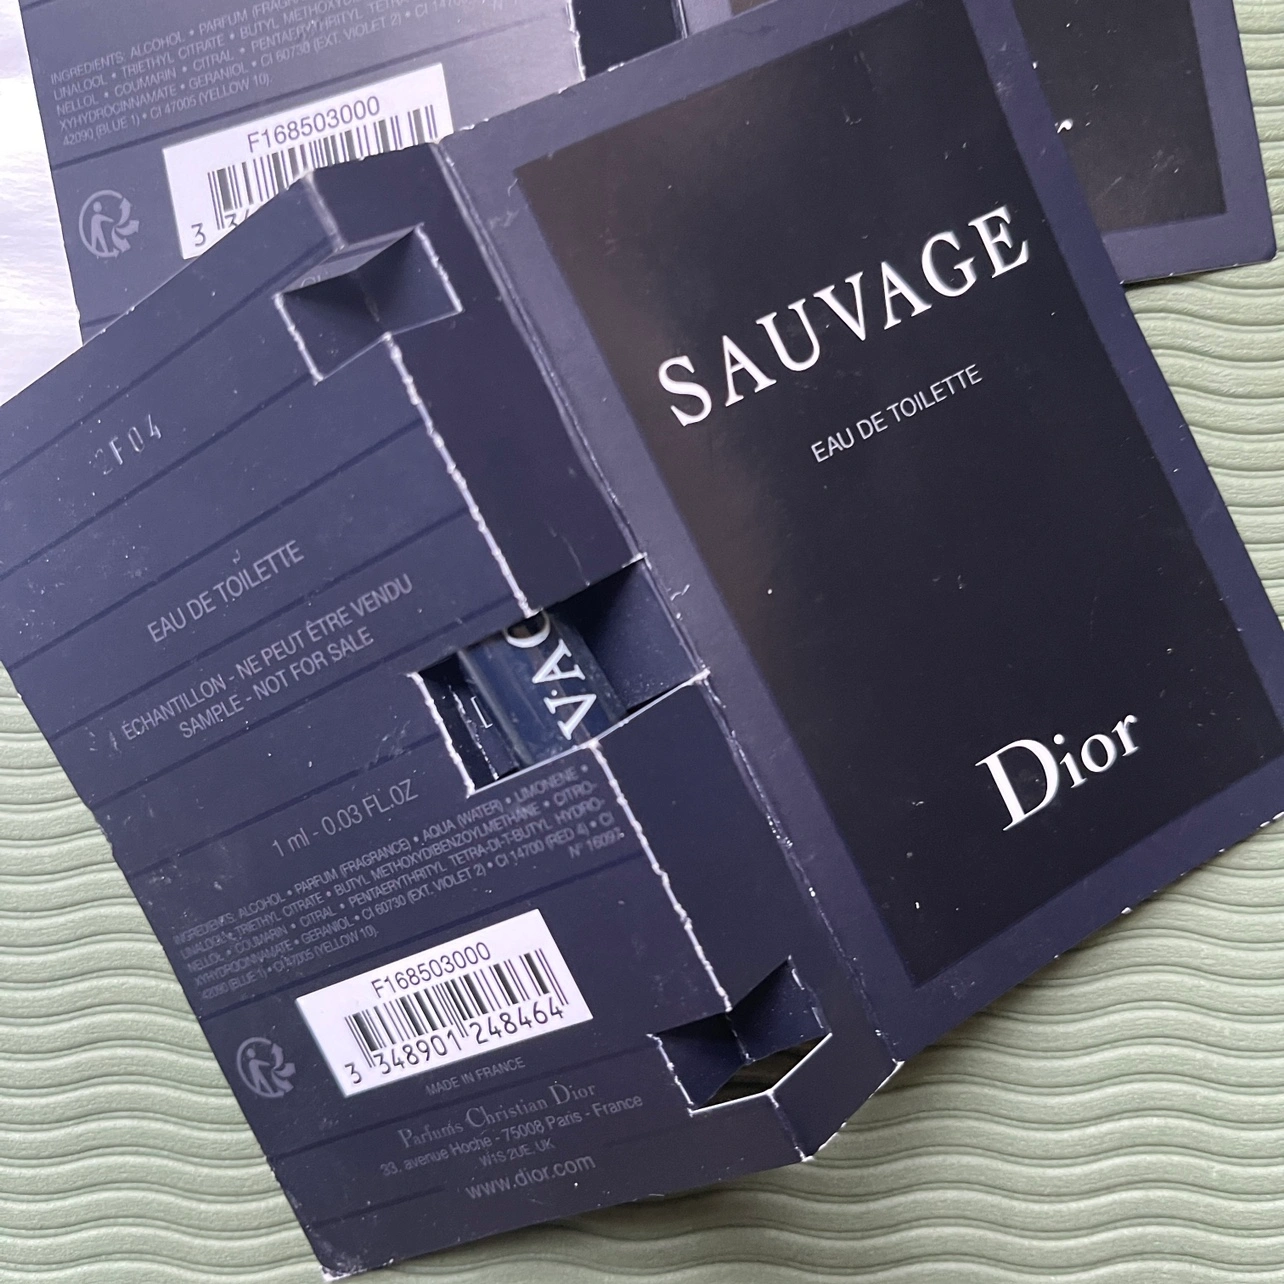 INGREDIENTS: ALCOHOL • PARFUM
LINALOOL • TRIETHYL CITRATE • BUTYL
NELLOL • COUMARIN • CITRAL • PENTAERYTHRITYL
XYHYDROCINNAMATE • GERANIOL • CI 60730 (EXT. VIOLET 2) • CI
42090 (BLUE 1) • CI 47005 (YELLOW 10).
F168503000
3
SAUVAGE
EAU DE TOILETTE
Dior
2F04
EAU DE TOILETTE
ÉCHANTILLON - NE PEUT ÊTRE VENDU
SAMPLE - NOT FOR SALE
1 ml - 0.03 FL.OZ
INGREDIENTS: ALCOHOL • PARFUM (FRAGRANCE) • AQUA (WATER) • LIMONENE •
LINALOOL • TRIETHYL CITRATE • BUTYL METHOXYDIBENZOYLMETHANE • CITRO-
NELLOL • COUMARIN • CITRAL • PENTAERYTHRITYL TETRA-DI-T-BUTYL HYDRO-
XYHYDROCINNAMATE • GERANIOL • CI 60730 (EXT. VIOLET 2) • CI 14700 (RED 4) • CI
42090 (BLUE 1) • CI 47005 (YELLOW 10).
F168503000
3 348901 248464
MADE IN FRANCE
Parfums Christian Dior
33, avenue Hoche - 75008 Paris - France
W1S 2UE, UK
www.dior.com